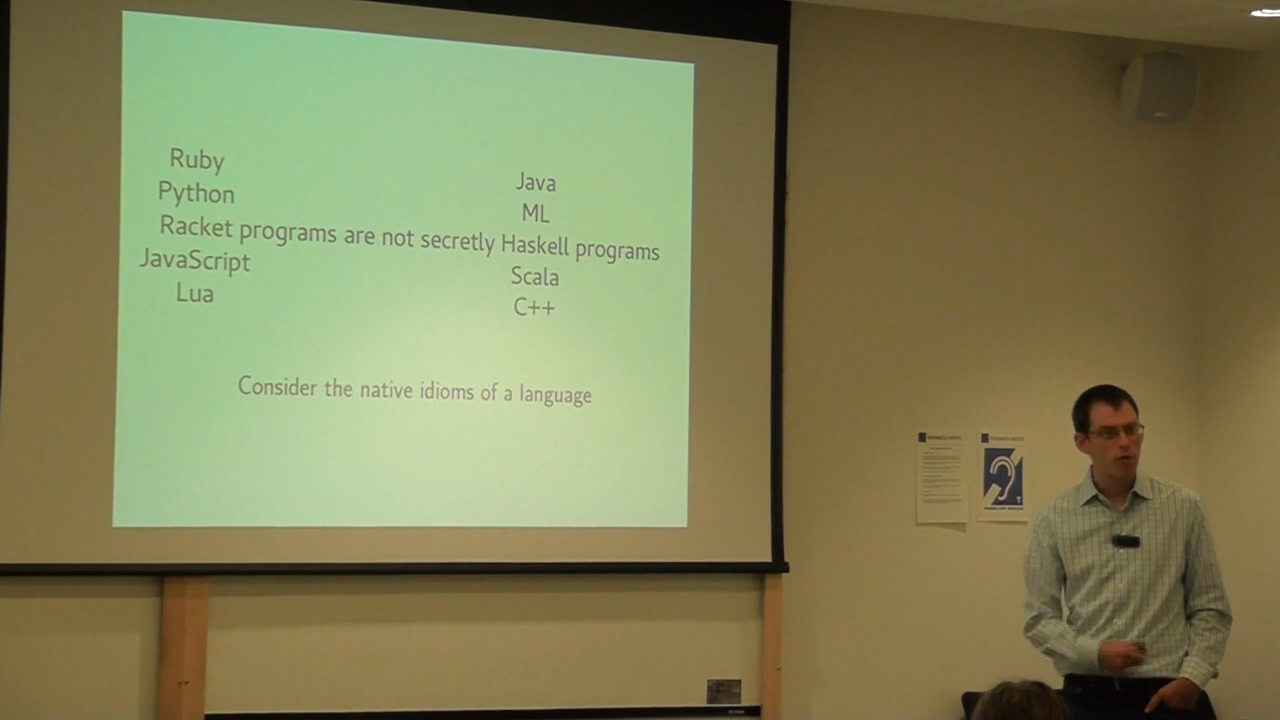 Ruby
Python
Racket programs are not secretly Haskell programs
JavaScript
Lua
Java
ML
Scala
C++
Consider the native idioms of a language